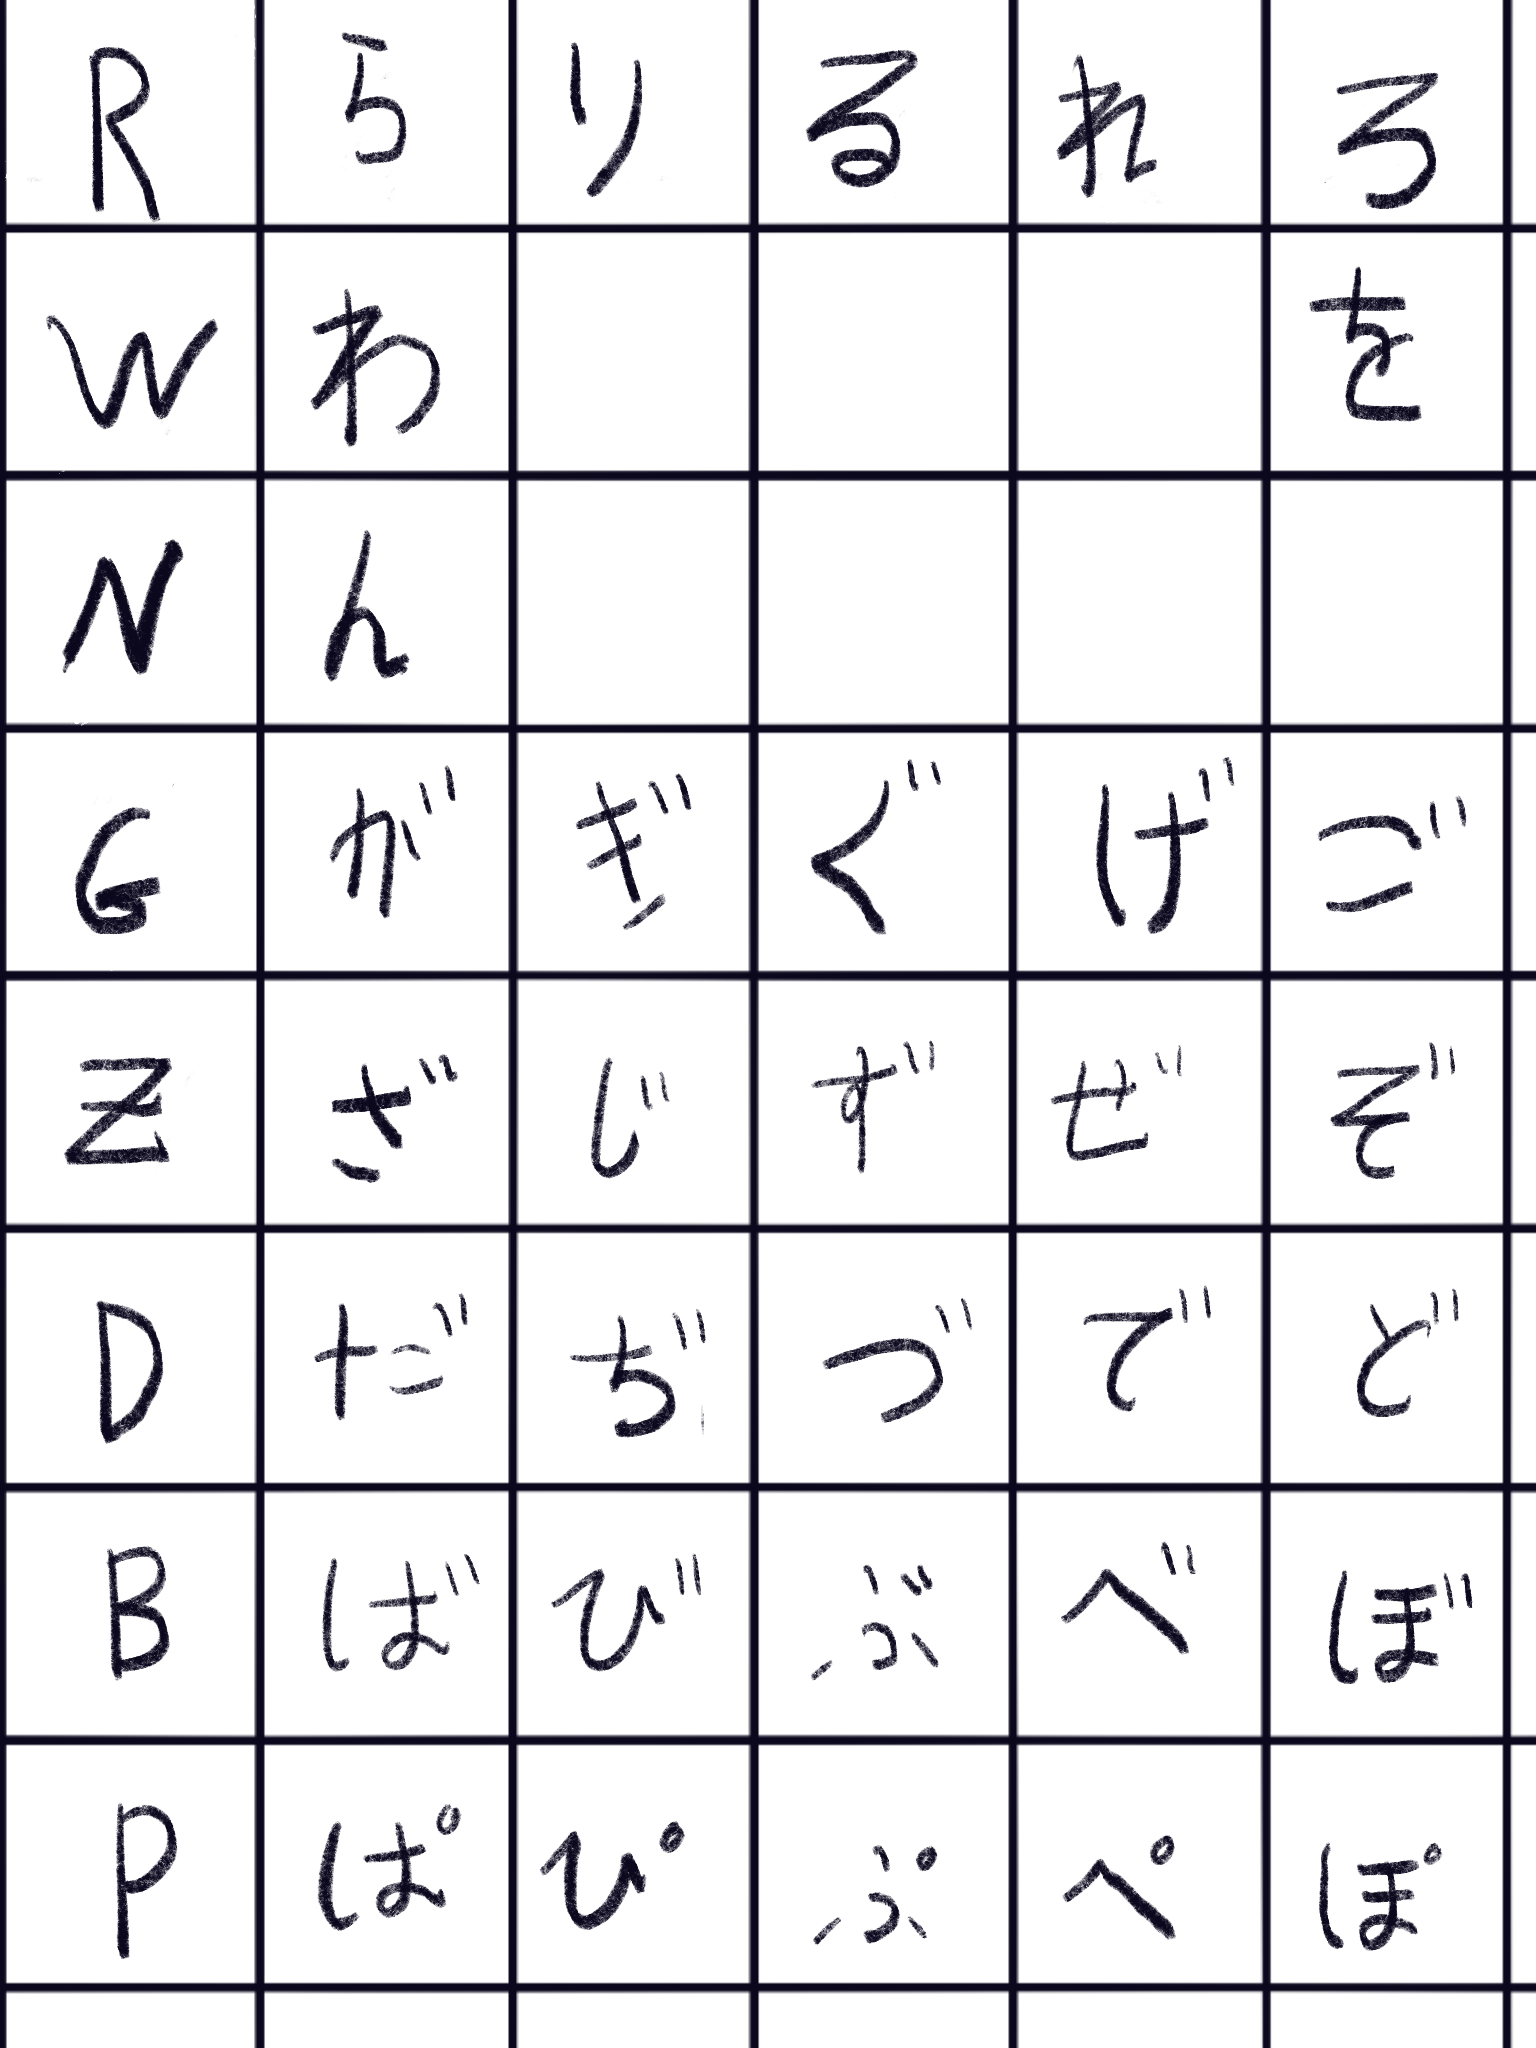 R ら り る れ ろ
W わ を
N ん
G が ぎ ぐ げ ご
Z ざ じ ず ぜ ぞ
D だ ぢ づ で ど
B ば び ぶ べ ぼ
P ぱ ぴ ぷ ぺ ぽ